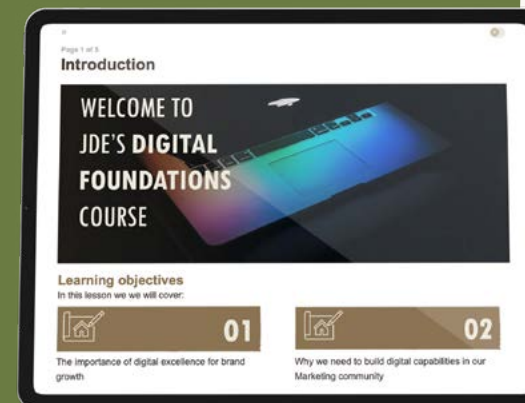 Page 1 of 5
Introduction
WELCOME TO
JDE'S DIGITAL
FOUNDATIONS
COURSE
Learning objectives
In this lesson we we will cover:
01
02
The importance of digital excellence for brand
growth
Why we need to build digital capabilities in our
Marketing community